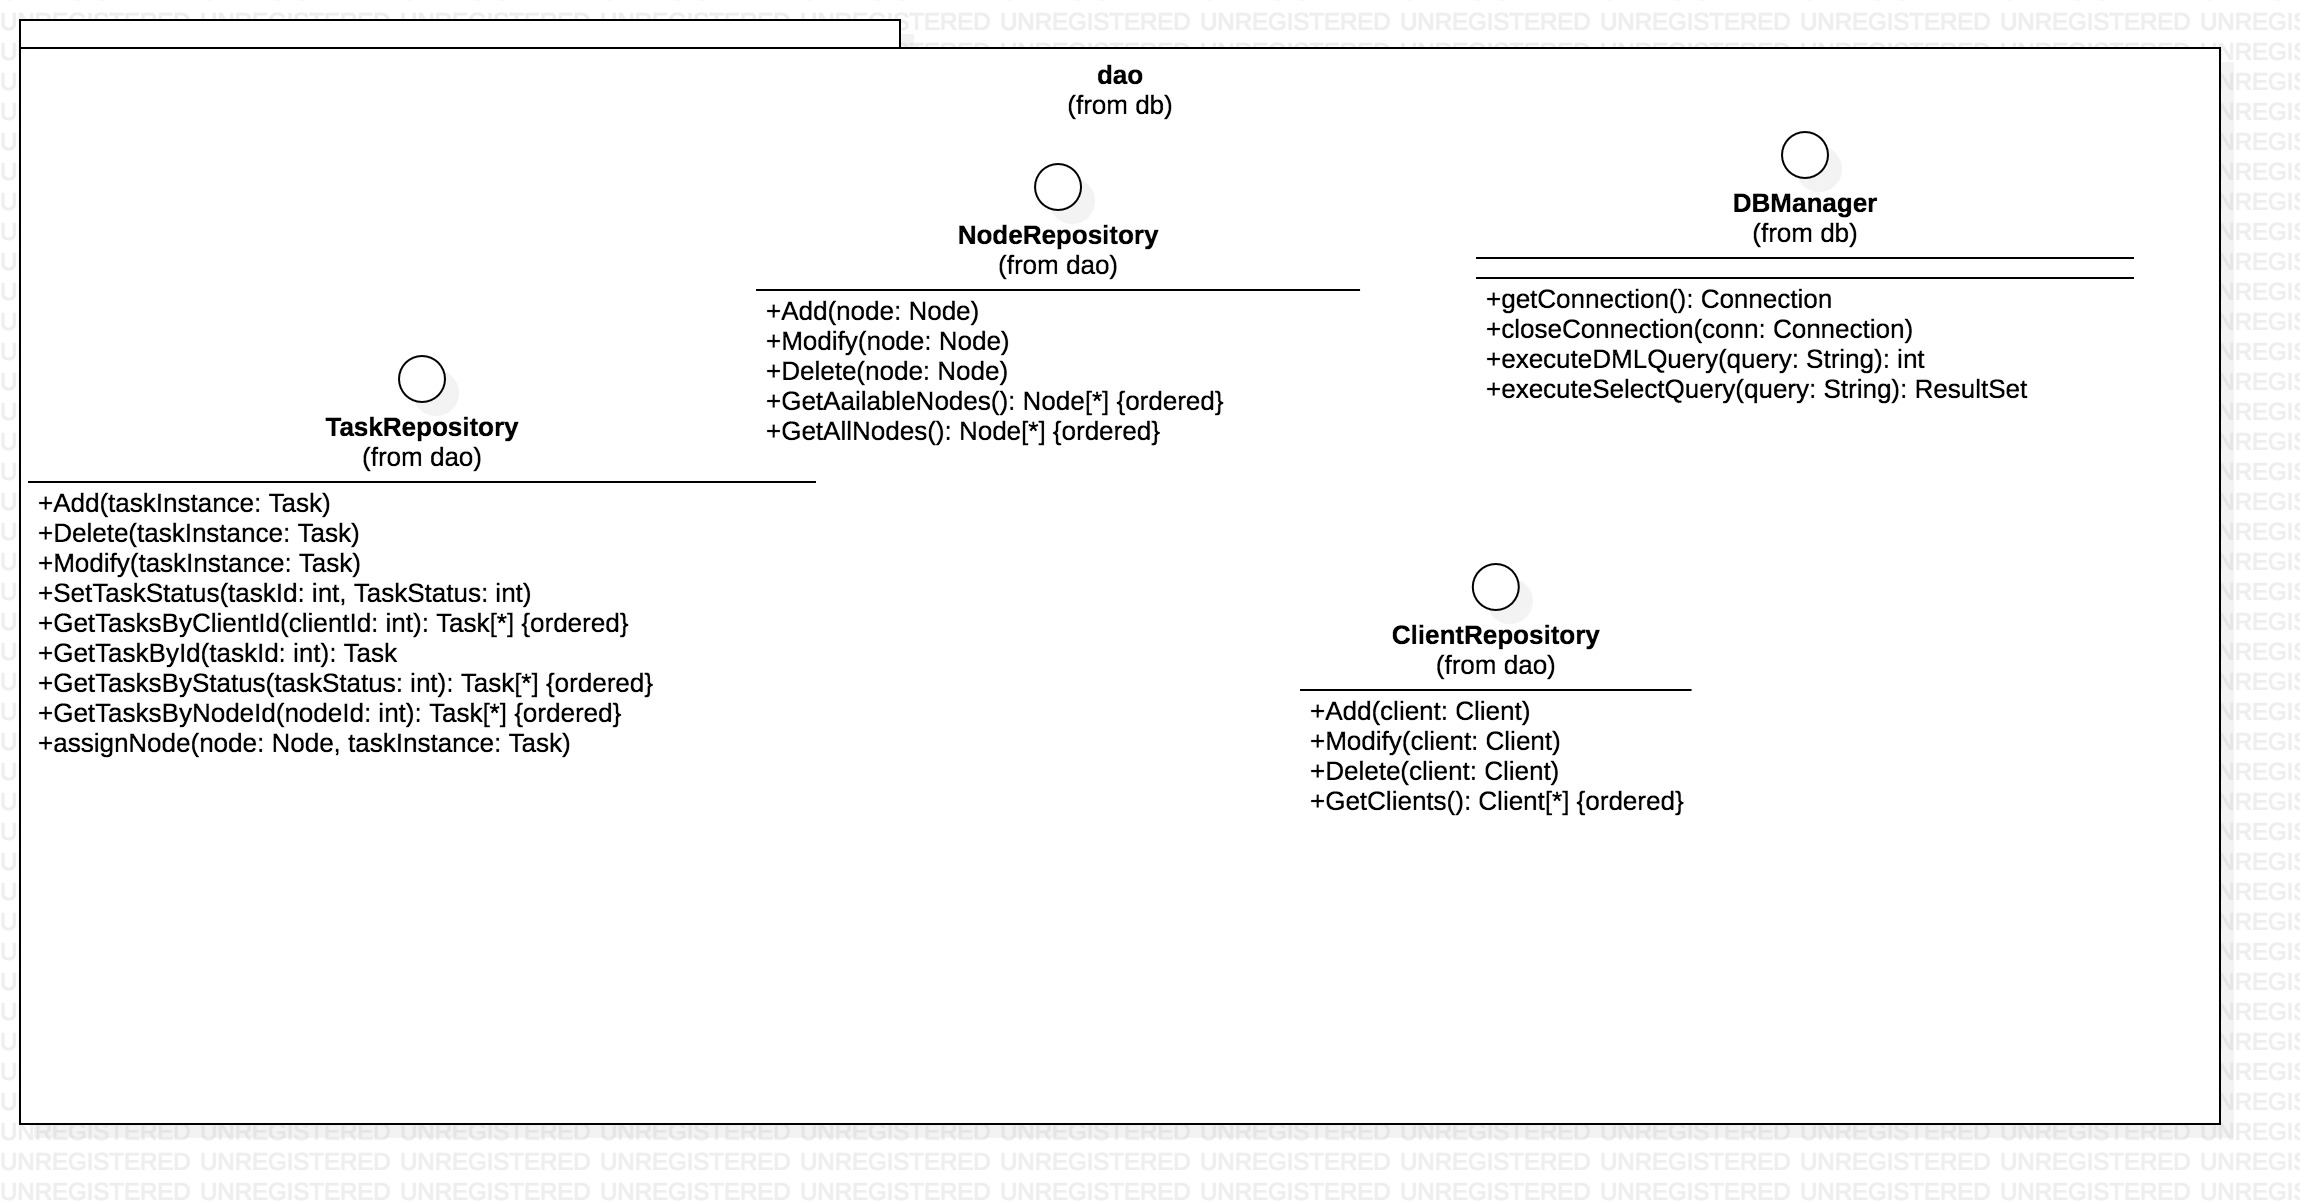 dao
(from db)
NodeRepository
(from dao)
+Add(node: Node)
+Modify(node: Node)
+Delete(node: Node)
+GetAailableNodes(): Node[*] {ordered}
+GetAllNodes(): Node[*] {ordered}
DBManager
(from db)
+getConnection(): Connection
+closeConnection(conn: Connection)
+executeDMLQuery(query: String): int
+executeSelectQuery(query: String): ResultSet
TaskRepository
(from dao)
+Add(taskInstance: Task)
+Delete(taskInstance: Task)
+Modify(taskInstance: Task)
+SetTaskStatus(taskId: int, TaskStatus: int)
+GetTasksByClientId(clientId: int): Task[*] {ordered}
+GetTaskById(taskId: int): Task
+GetTasksByStatus(taskStatus: int): Task[*] {ordered}
+GetTasksByNodeId(nodeId: int): Task[*] {ordered}
+assignNode(node: Node, taskInstance: Task)
ClientRepository
(from dao)
+Add(client: Client)
+Modify(client: Client)
+Delete(client: Client)
+GetClients(): Client[*] {ordered}
UNREGISTERED UNREGISTERED UNREGISTERED UNREGISTERED UNREGISTERED UNREGISTERED UNREGISTERED UNREGISTERED UNREGISTERED UNREGISTERED UNREGISTERED